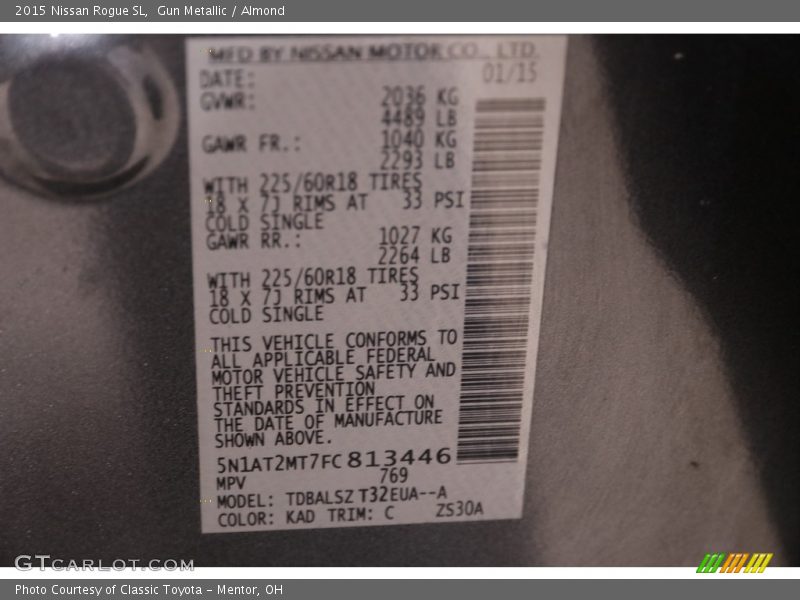 2015 Nissan Rogue SL, Gun Metallic / Almond
MFD BY NISSAN MOTOR CO., LTD.
DATE: 01/15
GVWR: 2036 KG
4489 LB
GAWR FR.: 1040 KG
2293 LB
WITH 225/60R18 TIRES
18 X 7J RIMS AT 33 PSI
COLD SINGLE
GAWR RR.: 1027 KG
2264 LB
WITH 225/60R18 TIRES
18 X 7J RIMS AT 33 PSI
COLD SINGLE
THIS VEHICLE CONFORMS TO
ALL APPLICABLE FEDERAL
MOTOR VEHICLE SAFETY AND
THEFT PREVENTION
STANDARDS IN EFFECT ON
THE DATE OF MANUFACTURE
SHOWN ABOVE.
5N1AT2MT7FC813446
MPV 769
MODEL: TDBALSZ T32EUA--A
COLOR: KAD TRIM: C ZS30A
GTCARLOT.COM
Photo Courtesy of Classic Toyota - Mentor, OH